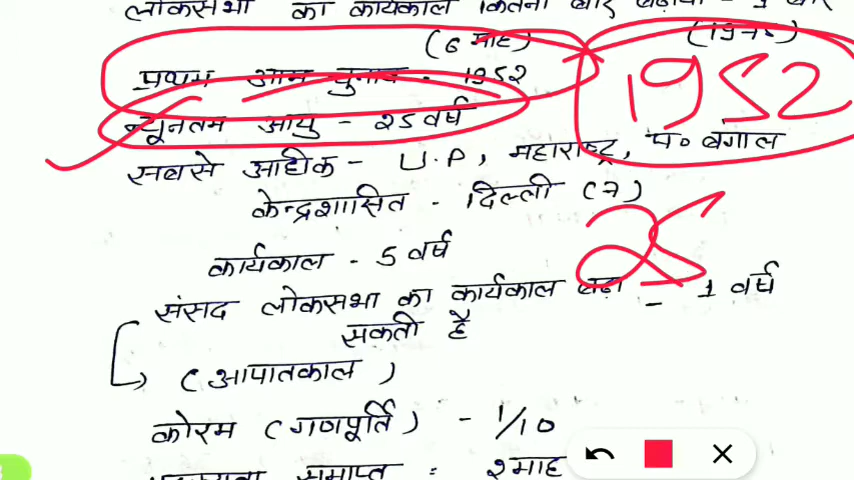 लोकसभा का कार्यकाल कितनी बार बढ़ाया - 1 बार
(6 माह) (1976)
प्रथम आम चुनाव - 1952
1952
न्यूनतम आयु - 25 वर्ष
सबसे अधिक - U.P, महाराष्ट्र, प० बंगाल
केन्द्रशासित - दिल्ली (7)
25
कार्यकाल - 5 वर्ष
संसद लोकसभा का कार्यकाल बढ़ा - 1 वर्ष
सकती है
(आपातकाल)
कोरम (गणपूर्ति) - 1/10
समाप्त : 2माह